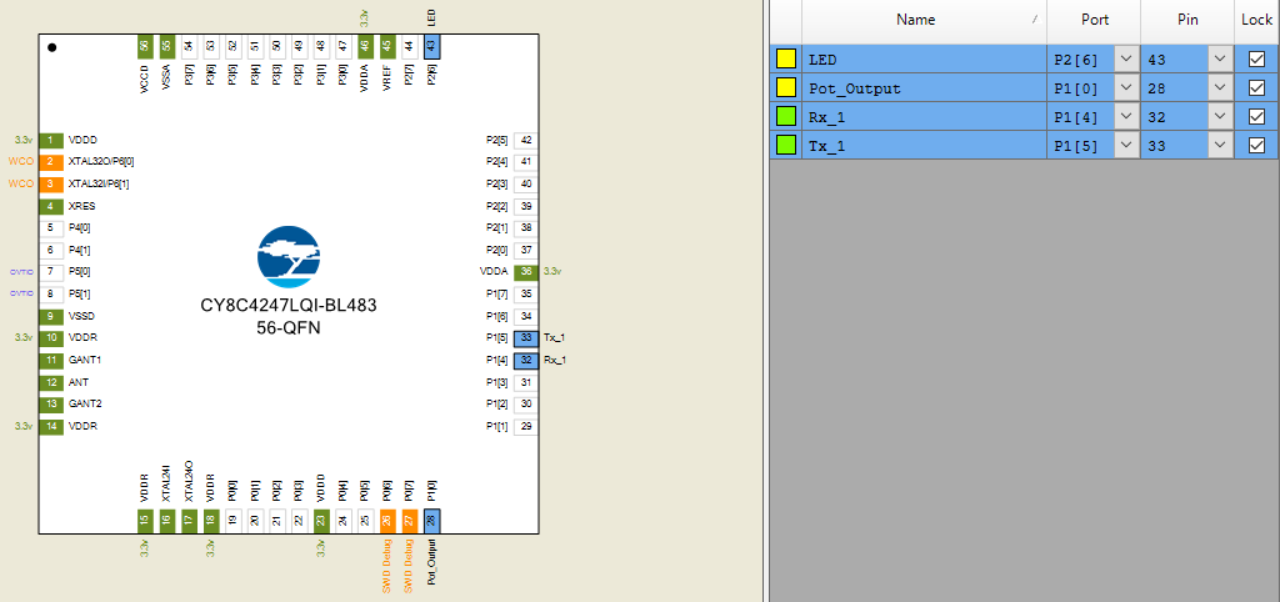 3.3v LED
56 55 54 53 52 51 50 49 48 47 46 45 44 43
VCCD VSSA P3[7] P3[6] P3[5] P3[4] P3[3] P3[2] P3[1] P3[0] VDDA VREF P2[7] P2[6]
3.3v 1 VDDD
WCO 2 XTAL32O/P6[0]
WCO 3 XTAL32I/P6[1]
4 XRES
5 P4[0]
6 P4[1]
7 P5[0]
8 P5[1]
9 VSSD
3.3v 10 VDDR
11 GANT1
12 ANT
13 GANT2
3.3v 14 VDDR
CY8C4247LQI-BL483
56-QFN
P2[5] 42
P2[4] 41
P2[3] 40
P2[2] 39
P2[1] 38
P2[0] 37
VDDA 36 3.3v
P1[7] 35
P1[6] 34
P1[5] 33 Tx_1
P1[4] 32 Rx_1
P1[3] 31
P1[2] 30
P1[1] 29
VDDR XTAL24I XTAL24O VDDR P0[0] P0[1] P0[2] P0[3] VDDD P0[4] P0[5] P0[6] P0[7] P1[0]
15 16 17 18 19 20 21 22 23 24 25 26 27 28
3.3v 3.3v 3.3v SWD Debug SWD Debug Pot_Output
Name / Port Pin Lock
LED P2[6] 43
Pot_Output P1[0] 28
Rx_1 P1[4] 32
Tx_1 P1[5] 33